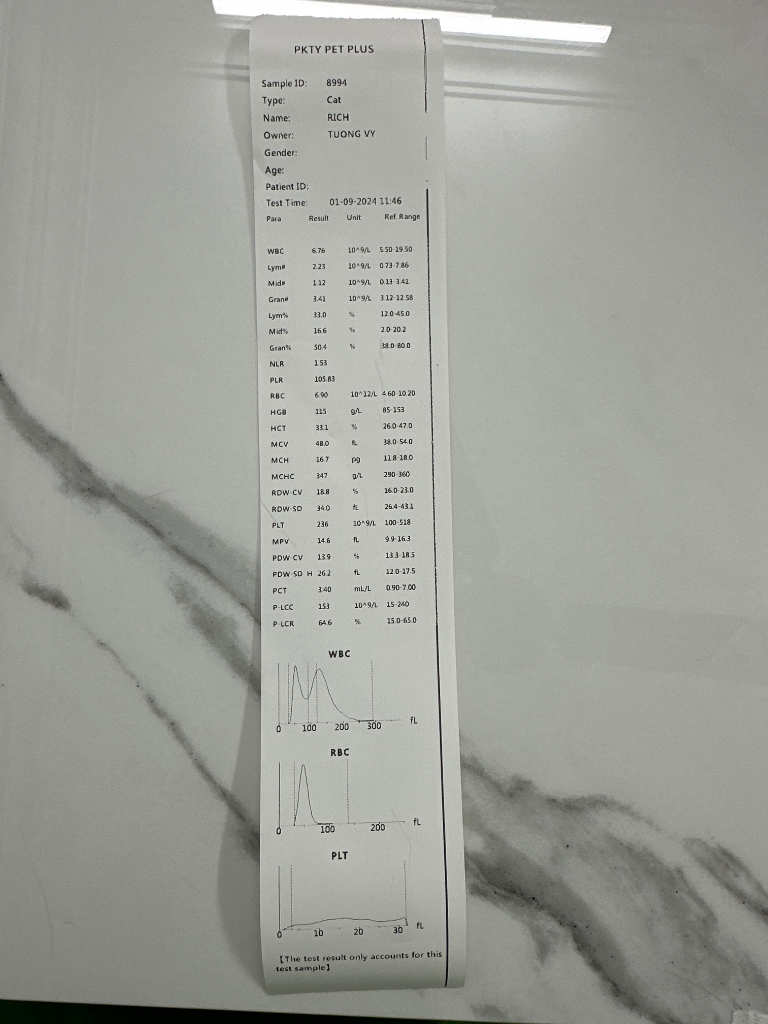 PKTY PET PLUS
Sample ID: 8994
Type: Cat
Name: RICH
Owner: TUONG VY
Gender:
Age:
Patient ID:
Test Time: 01-09-2024 11:46
Para Result Unit Ref. Range
WBC 6.76 10^9/L 5.50-19.50
Lym# 2.23 10^9/L 0.73-7.86
Mid# 1.12 10^9/L 0.13-3.41
Gran# 3.41 10^9/L 3.12-12.58
Lym% 33.0 % 12.0-45.0
Mid% 16.6 % 2.0-20.2
Gran% 50.4 % 38.0-80.0
NLR 1.53
PLR 105.83
RBC 6.90 10^12/L 4.60-10.20
HGB 115 g/L 85-153
HCT 33.1 % 26.0-47.0
MCV 48.0 fL 38.0-54.0
MCH 16.7 pg 11.8-18.0
MCHC 347 g/L 290-360
RDW-CV 18.8 % 16.0-23.0
RDW-SD 34.0 fL 26.4-43.1
PLT 236 10^9/L 100-518
MPV 14.6 fL 9.9-16.3
PDW-CV 13.9 % 13.3-18.5
PDW-SD H 26.2 fL 12.0-17.5
PCT 3.40 mL/L 0.90-7.00
P-LCC 153 10^9/L 15-240
P-LCR 64.6 % 15.0-65.0
WBC
0 100 200 300 fL
RBC
0 100 200 fL
PLT
0 10 20 30 fL
【The test result only accounts for this
test sample】